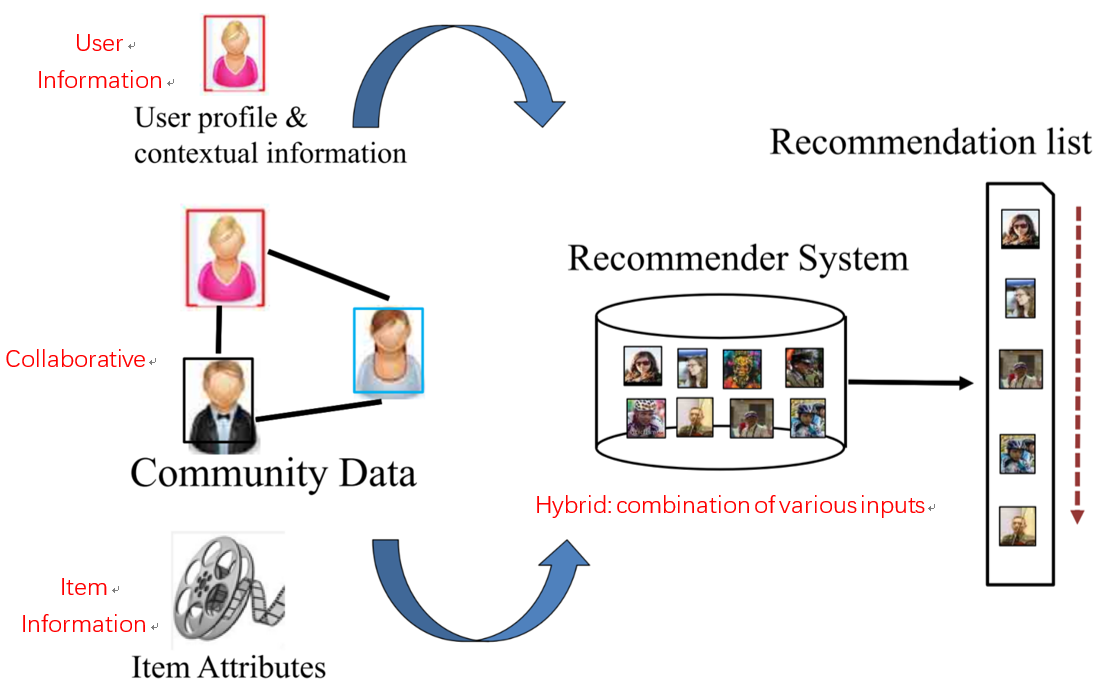 User
Information
User profile &
contextual information
Recommendation list
Recommender System
Collaborative
Community Data
Hybrid: combination of various inputs
Item
Information
Item Attributes